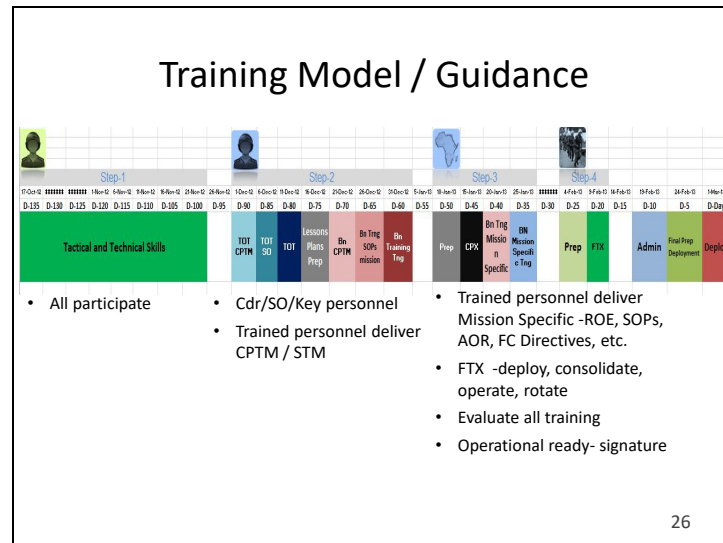 Training Model / Guidance
Step-1 Step-2 Step-3 Step-4
17-Oct-12 ####### ####### 1-Nov-12 6-Nov-12 11-Nov-12 16-Nov-12 21-Nov-12 26-Nov-12 1-Dec-12 6-Dec-12 11-Dec-12 16-Dec-12 21-Dec-12 26-Dec-12 31-Dec-12 5-Jan-13 10-Jan-13 15-Jan-13 20-Jan-13 25-Jan-13 ####### 4-Feb-13 9-Feb-13 14-Feb-13 19-Feb-13 24-Feb-13 1-Mar-
D-135 D-130 D-125 D-120 D-115 D-110 D-105 D-100 D-95 D-90 D-85 D-80 D-75 D-70 D-65 D-60 D-55 D-50 D-45 D-40 D-35 D-30 D-25 D-20 D-15 D-10 D-5 D-Day
Tactical and Technical Skills
TOT
CPTM
TOT
SO
TOT
Lessons
Plans
Prep
Bn
CPTM
Bn Trng
SOPs
mission
Bn
Training
Tng
Prep
CPX
Bn Tng
Missio
n
Specific
BN
Mission
Specifi
c Tng
Prep
FTX
Admin
Final Prep
Deployment
Deplo
• All participate
• Cdr/SO/Key personnel
• Trained personnel deliver
CPTM / STM
• Trained personnel deliver
Mission Specific -ROE, SOPs,
AOR, FC Directives, etc.
• FTX -deploy, consolidate,
operate, rotate
• Evaluate all training
• Operational ready- signature
26